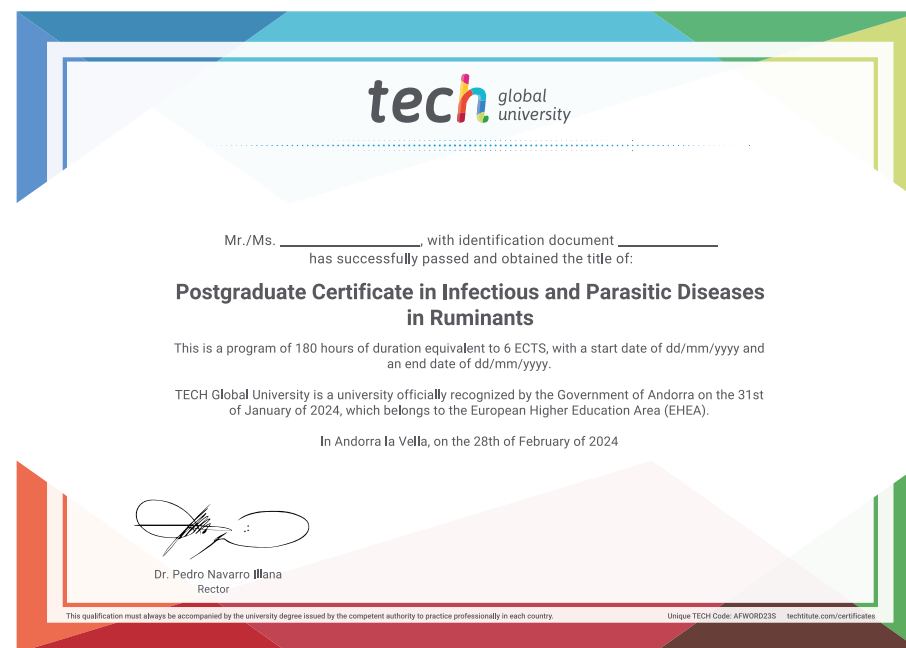 tech global university
Mr./Ms. ____________, with identification document ____________
has successfully passed and obtained the title of:
Postgraduate Certificate in Infectious and Parasitic Diseases
in Ruminants
This is a program of 180 hours of duration equivalent to 6 ECTS, with a start date of dd/mm/yyyy and
an end date of dd/mm/yyyy.
TECH Global University is a university officially recognized by the Government of Andorra on the 31st
of January of 2024, which belongs to the European Higher Education Area (EHEA).
In Andorra la Vella, on the 28th of February of 2024
Dr. Pedro Navarro Illana
Rector
This qualification must always be accompanied by the university degree issued by the competent authority to practice professionally in each country.
Unique TECH Code: AFWORD23S techtitute.com/certificates